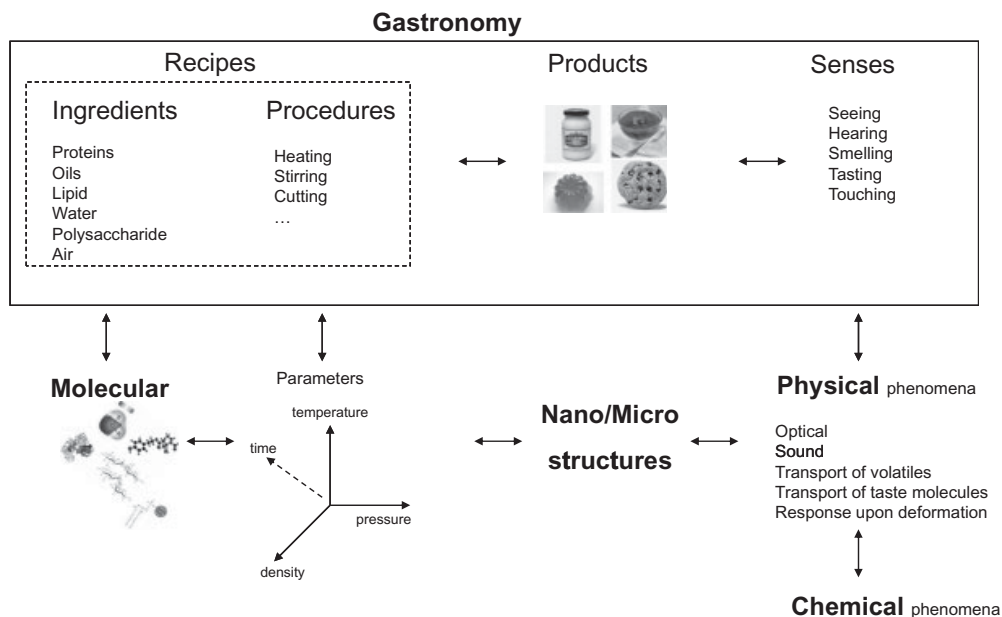 Gastronomy
Recipes
Products
Senses
Ingredients
Procedures
Proteins
Oils
Lipid
Water
Polysaccharide
Air
Heating
Stirring
Cutting
…
Seeing
Hearing
Smelling
Tasting
Touching
Molecular
Parameters
temperature
time
pressure
density
Nano/Micro
structures
Physical phenomena
Optical
Sound
Transport of volatiles
Transport of taste molecules
Response upon deformation
Chemical phenomena